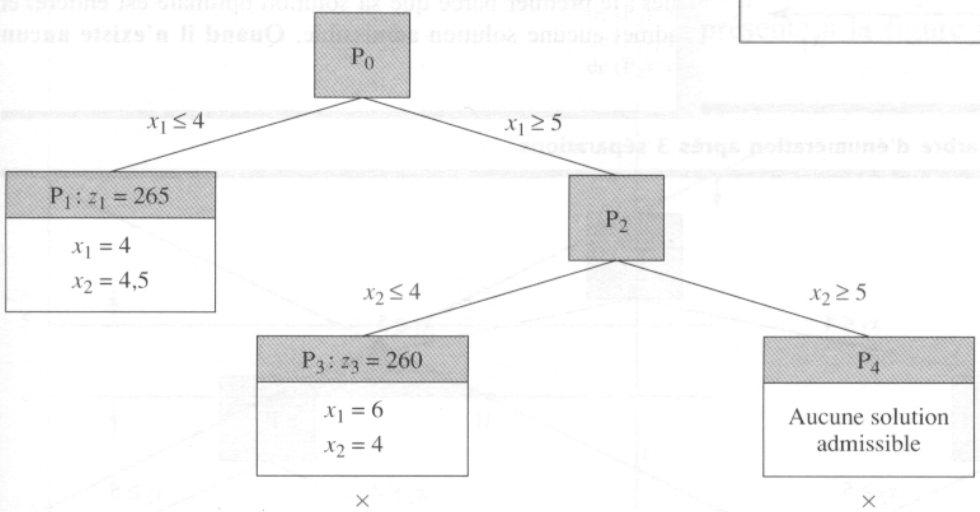 P₀
x₁ ≤ 4
x₁ ≥ 5
P₁ : z₁ = 265
x₁ = 4
x₂ = 4,5
P₂
x₂ ≤ 4
x₂ ≥ 5
P₃ : z₃ = 260
x₁ = 6
x₂ = 4
×
P₄
Aucune solution
admissible
×